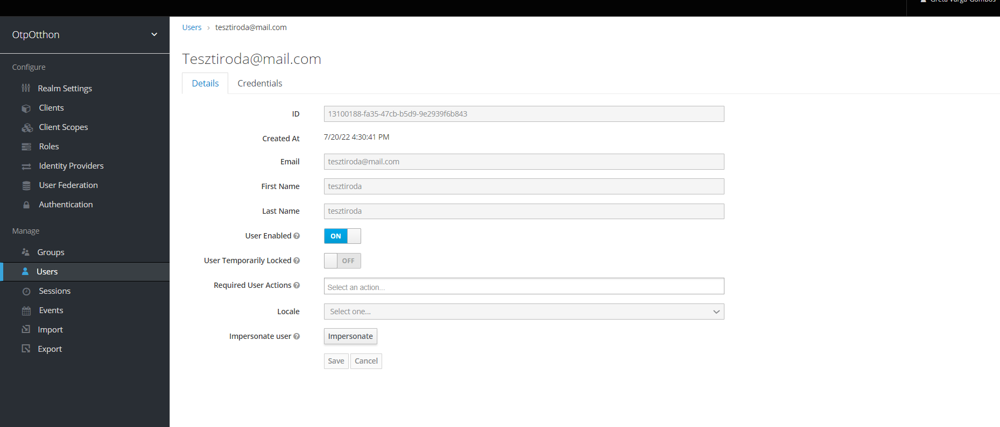 Greta Varga Gombos
OtpOtthon
Users > tesztiroda@mail.com
Tesztiroda@mail.com
Configure
Realm Settings
Clients
Client Scopes
Roles
Identity Providers
User Federation
Authentication
Manage
Groups
Users
Sessions
Events
Import
Export
Details Credentials
ID 13100188-fa35-47cb-b5d9-9e2939f6b843
Created At 7/20/22 4:30:41 PM
Email tesztiroda@mail.com
First Name tesztiroda
Last Name tesztiroda
User Enabled ON
User Temporarily Locked OFF
Required User Actions Select an action...
Locale Select one...
Impersonate user Impersonate
Save Cancel